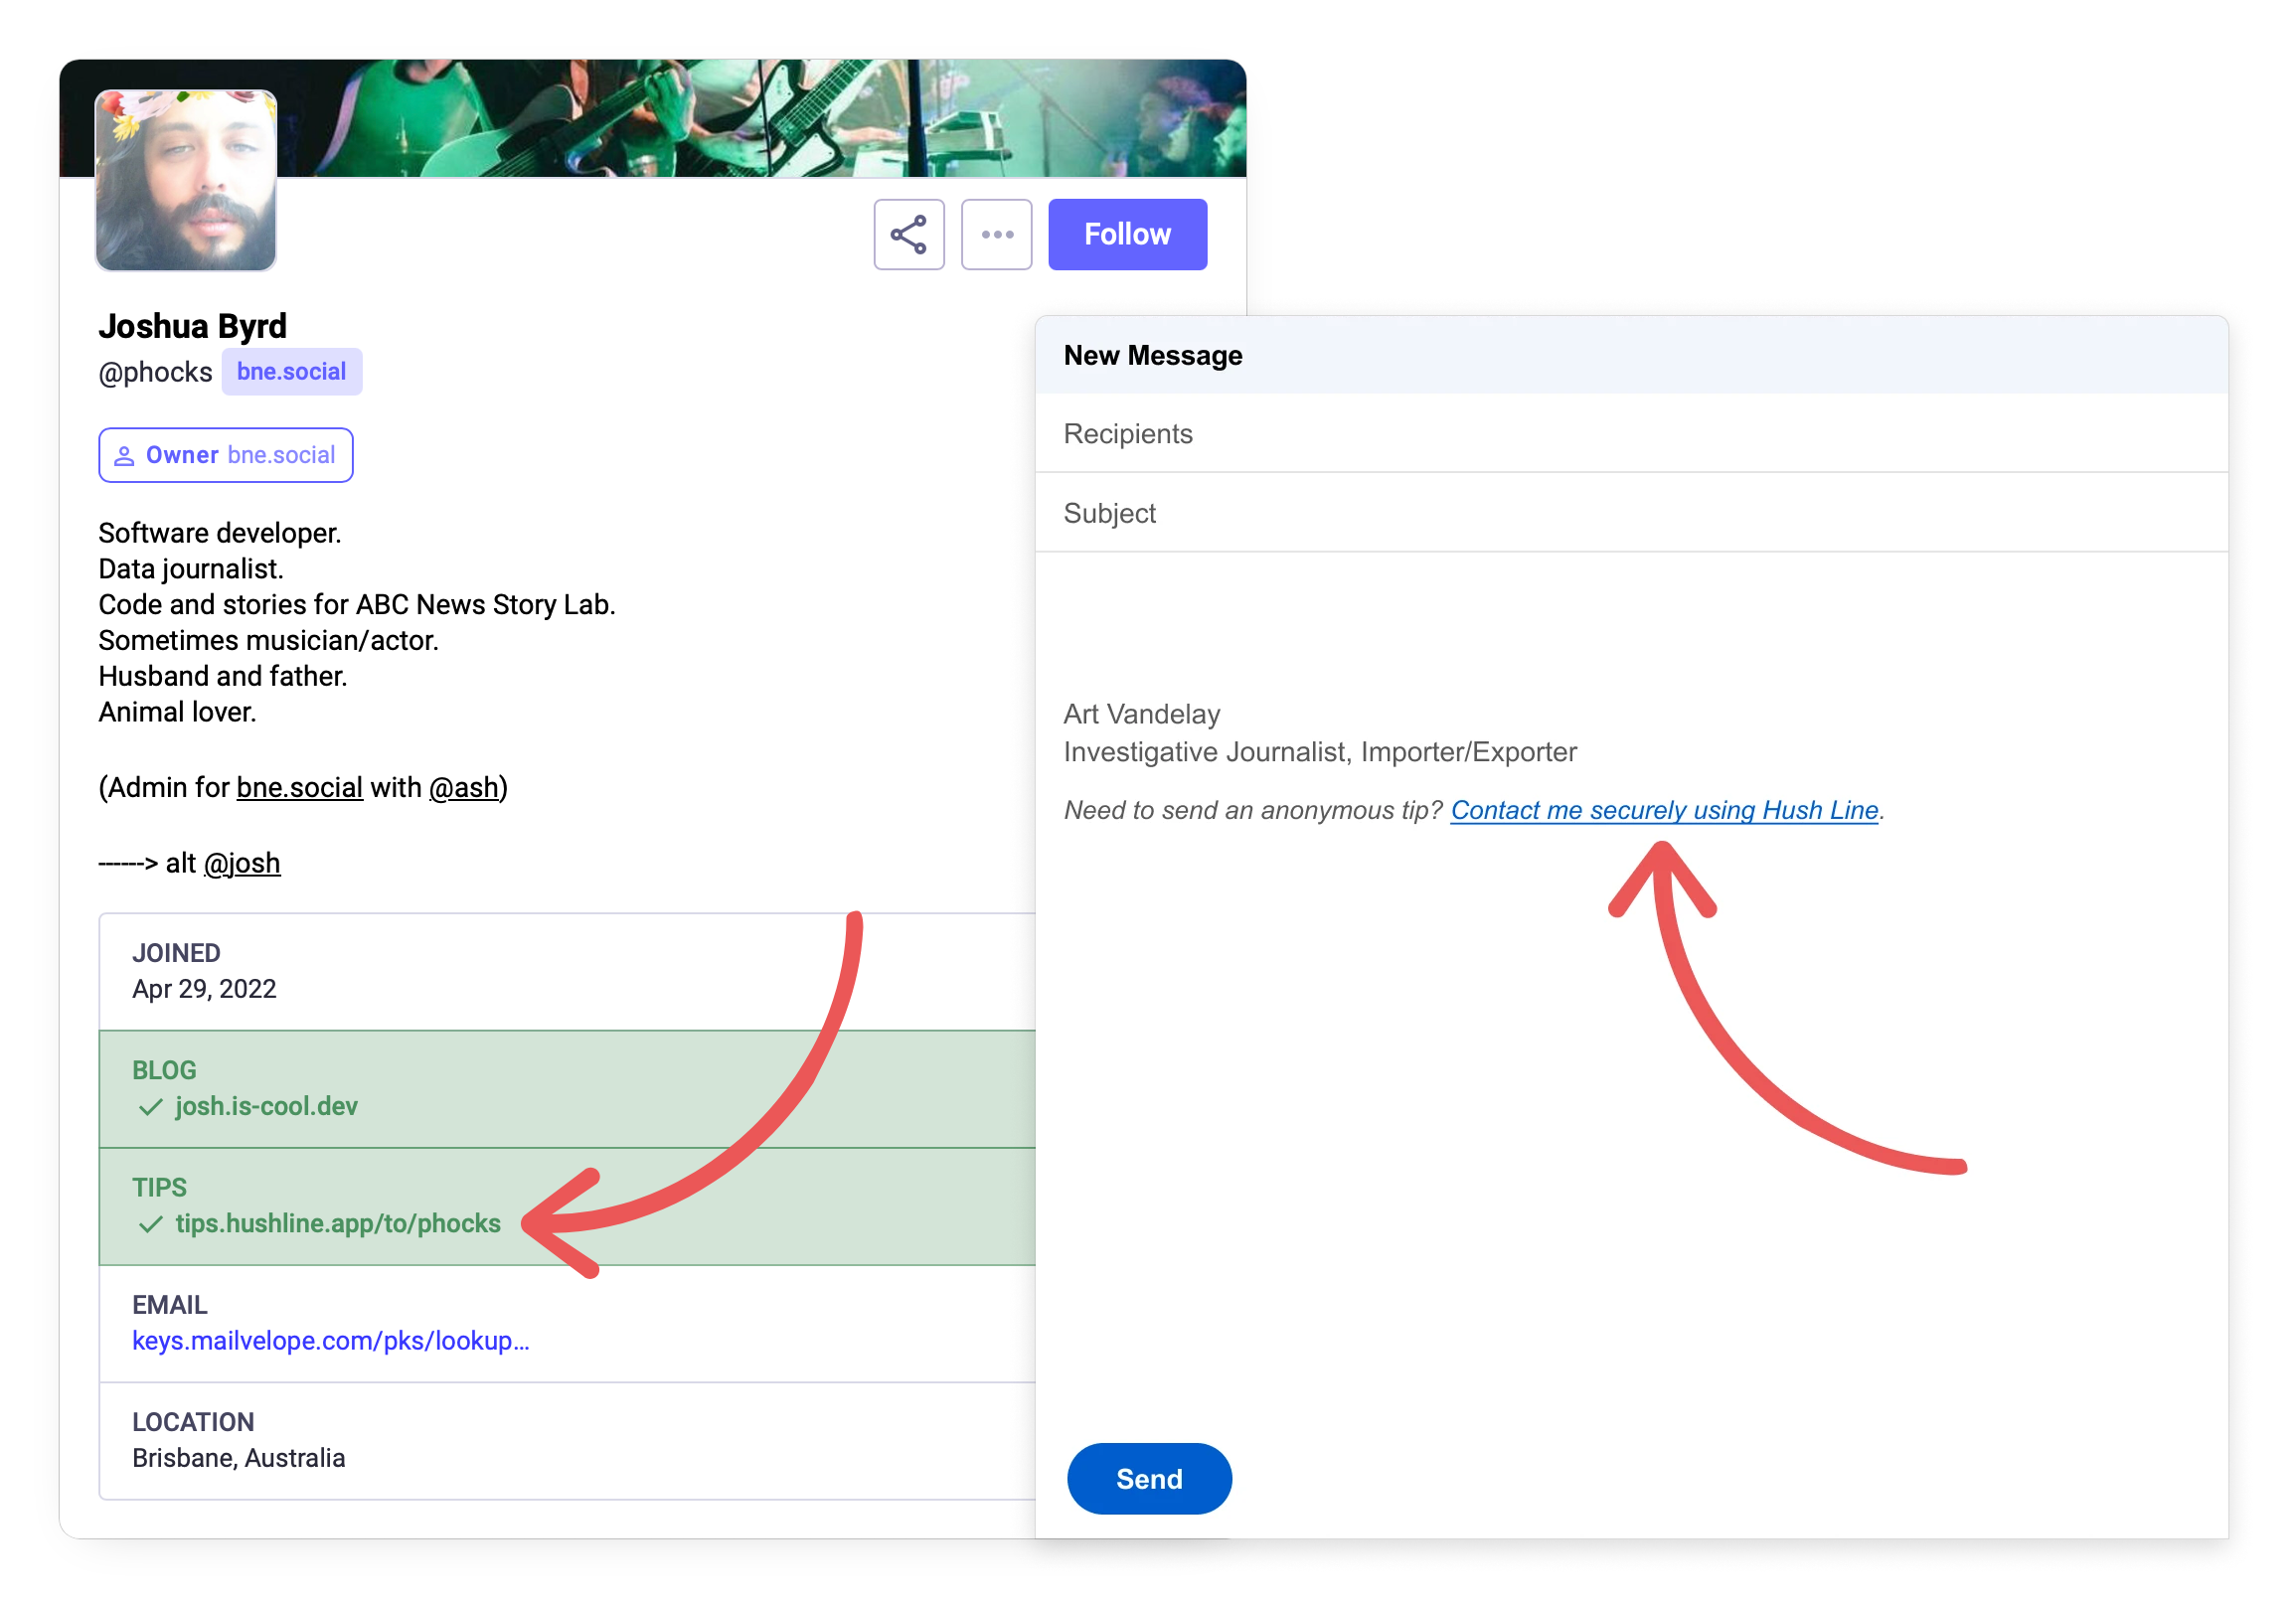 Follow
Joshua Byrd
@phocks bne.social
Owner bne.social
Software developer.
Data journalist.
Code and stories for ABC News Story Lab.
Sometimes musician/actor.
Husband and father.
Animal lover.
(Admin for bne.social with @ash)
------> alt @josh
JOINED
Apr 29, 2022
BLOG
✓ josh.is-cool.dev
TIPS
✓ tips.hushline.app/to/phocks
EMAIL
keys.mailvelope.com/pks/lookup...
LOCATION
Brisbane, Australia
New Message
Recipients
Subject
Art Vandelay
Investigative Journalist, Importer/Exporter
Need to send an anonymous tip? Contact me securely using Hush Line.
Send